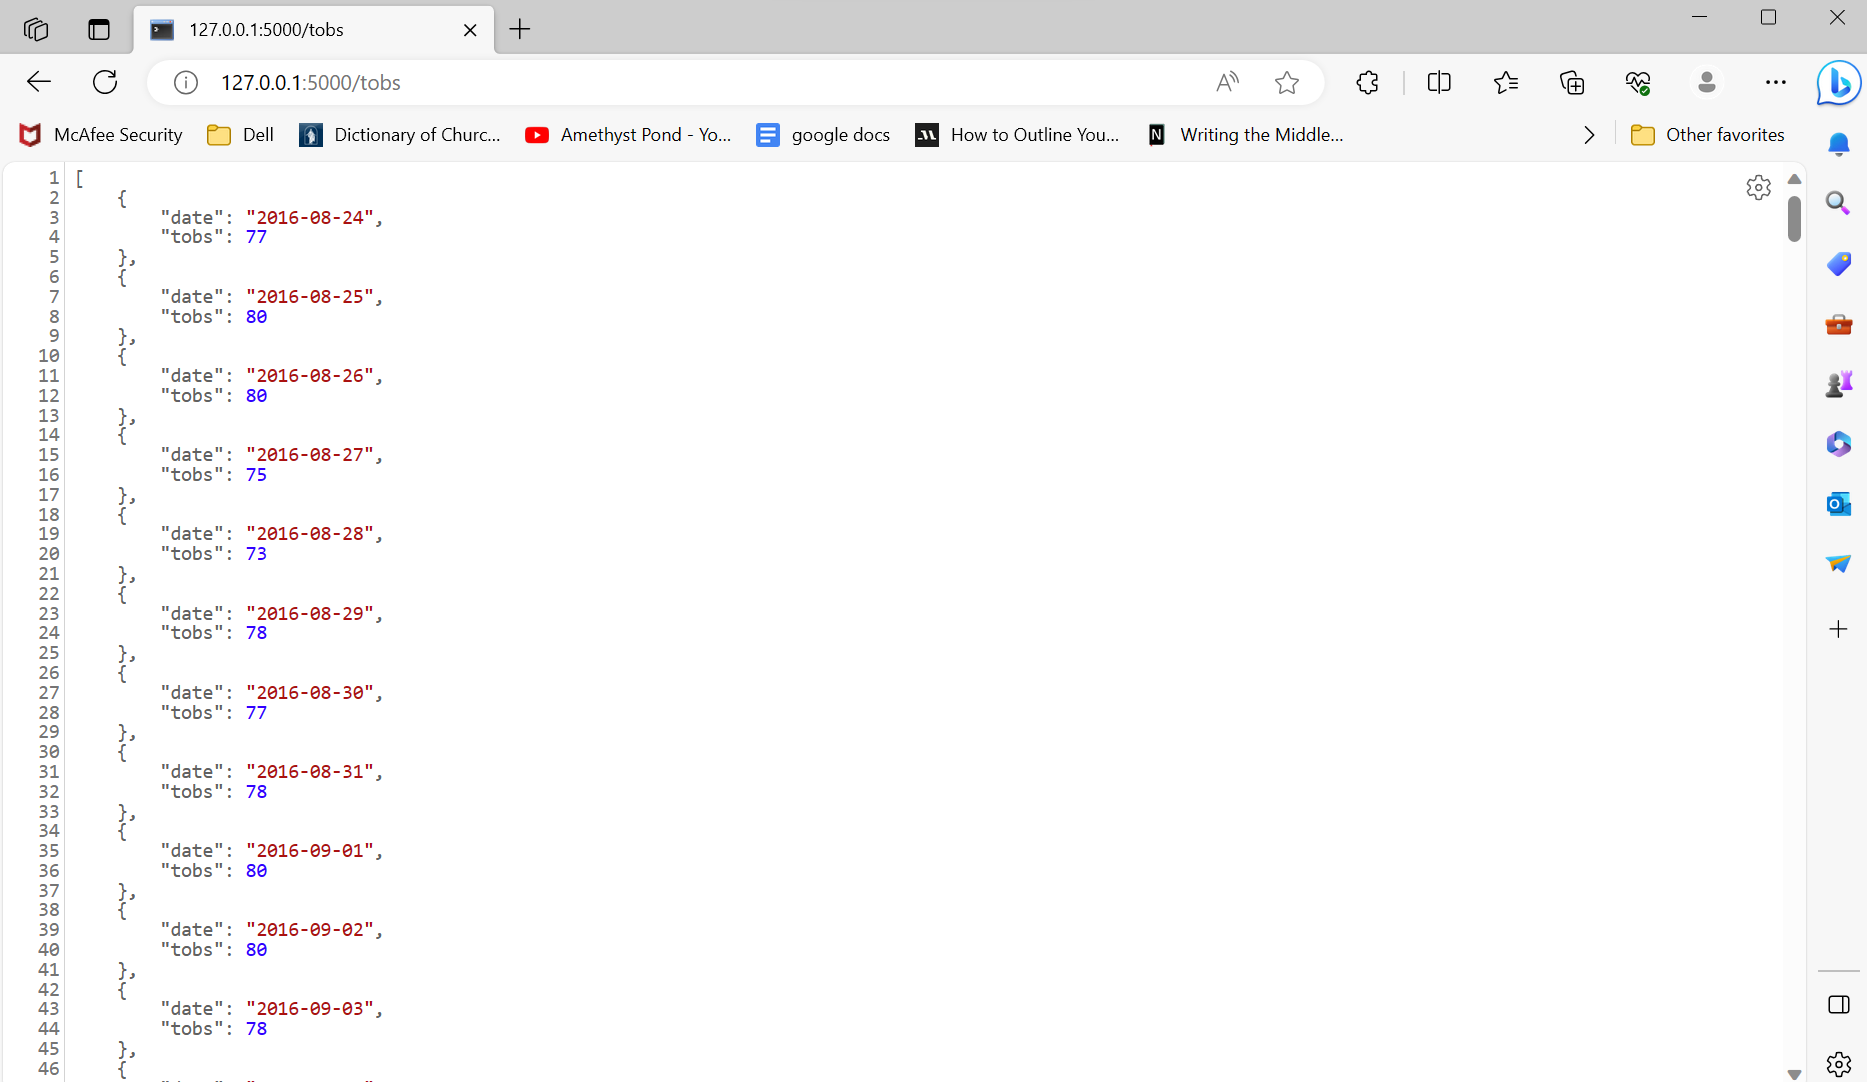 127.0.0.1:5000/tobs
127.0.0.1:5000/tobs
McAfee Security Dell Dictionary of Churc... Amethyst Pond - Yo... google docs How to Outline You... Writing the Middle... Other favorites
1 [
2 {
3 "date": "2016-08-24",
4 "tobs": 77
5 },
6 {
7 "date": "2016-08-25",
8 "tobs": 80
9 },
10 {
11 "date": "2016-08-26",
12 "tobs": 80
13 },
14 {
15 "date": "2016-08-27",
16 "tobs": 75
17 },
18 {
19 "date": "2016-08-28",
20 "tobs": 73
21 },
22 {
23 "date": "2016-08-29",
24 "tobs": 78
25 },
26 {
27 "date": "2016-08-30",
28 "tobs": 77
29 },
30 {
31 "date": "2016-08-31",
32 "tobs": 78
33 },
34 {
35 "date": "2016-09-01",
36 "tobs": 80
37 },
38 {
39 "date": "2016-09-02",
40 "tobs": 80
41 },
42 {
43 "date": "2016-09-03",
44 "tobs": 78
45 },
46 {